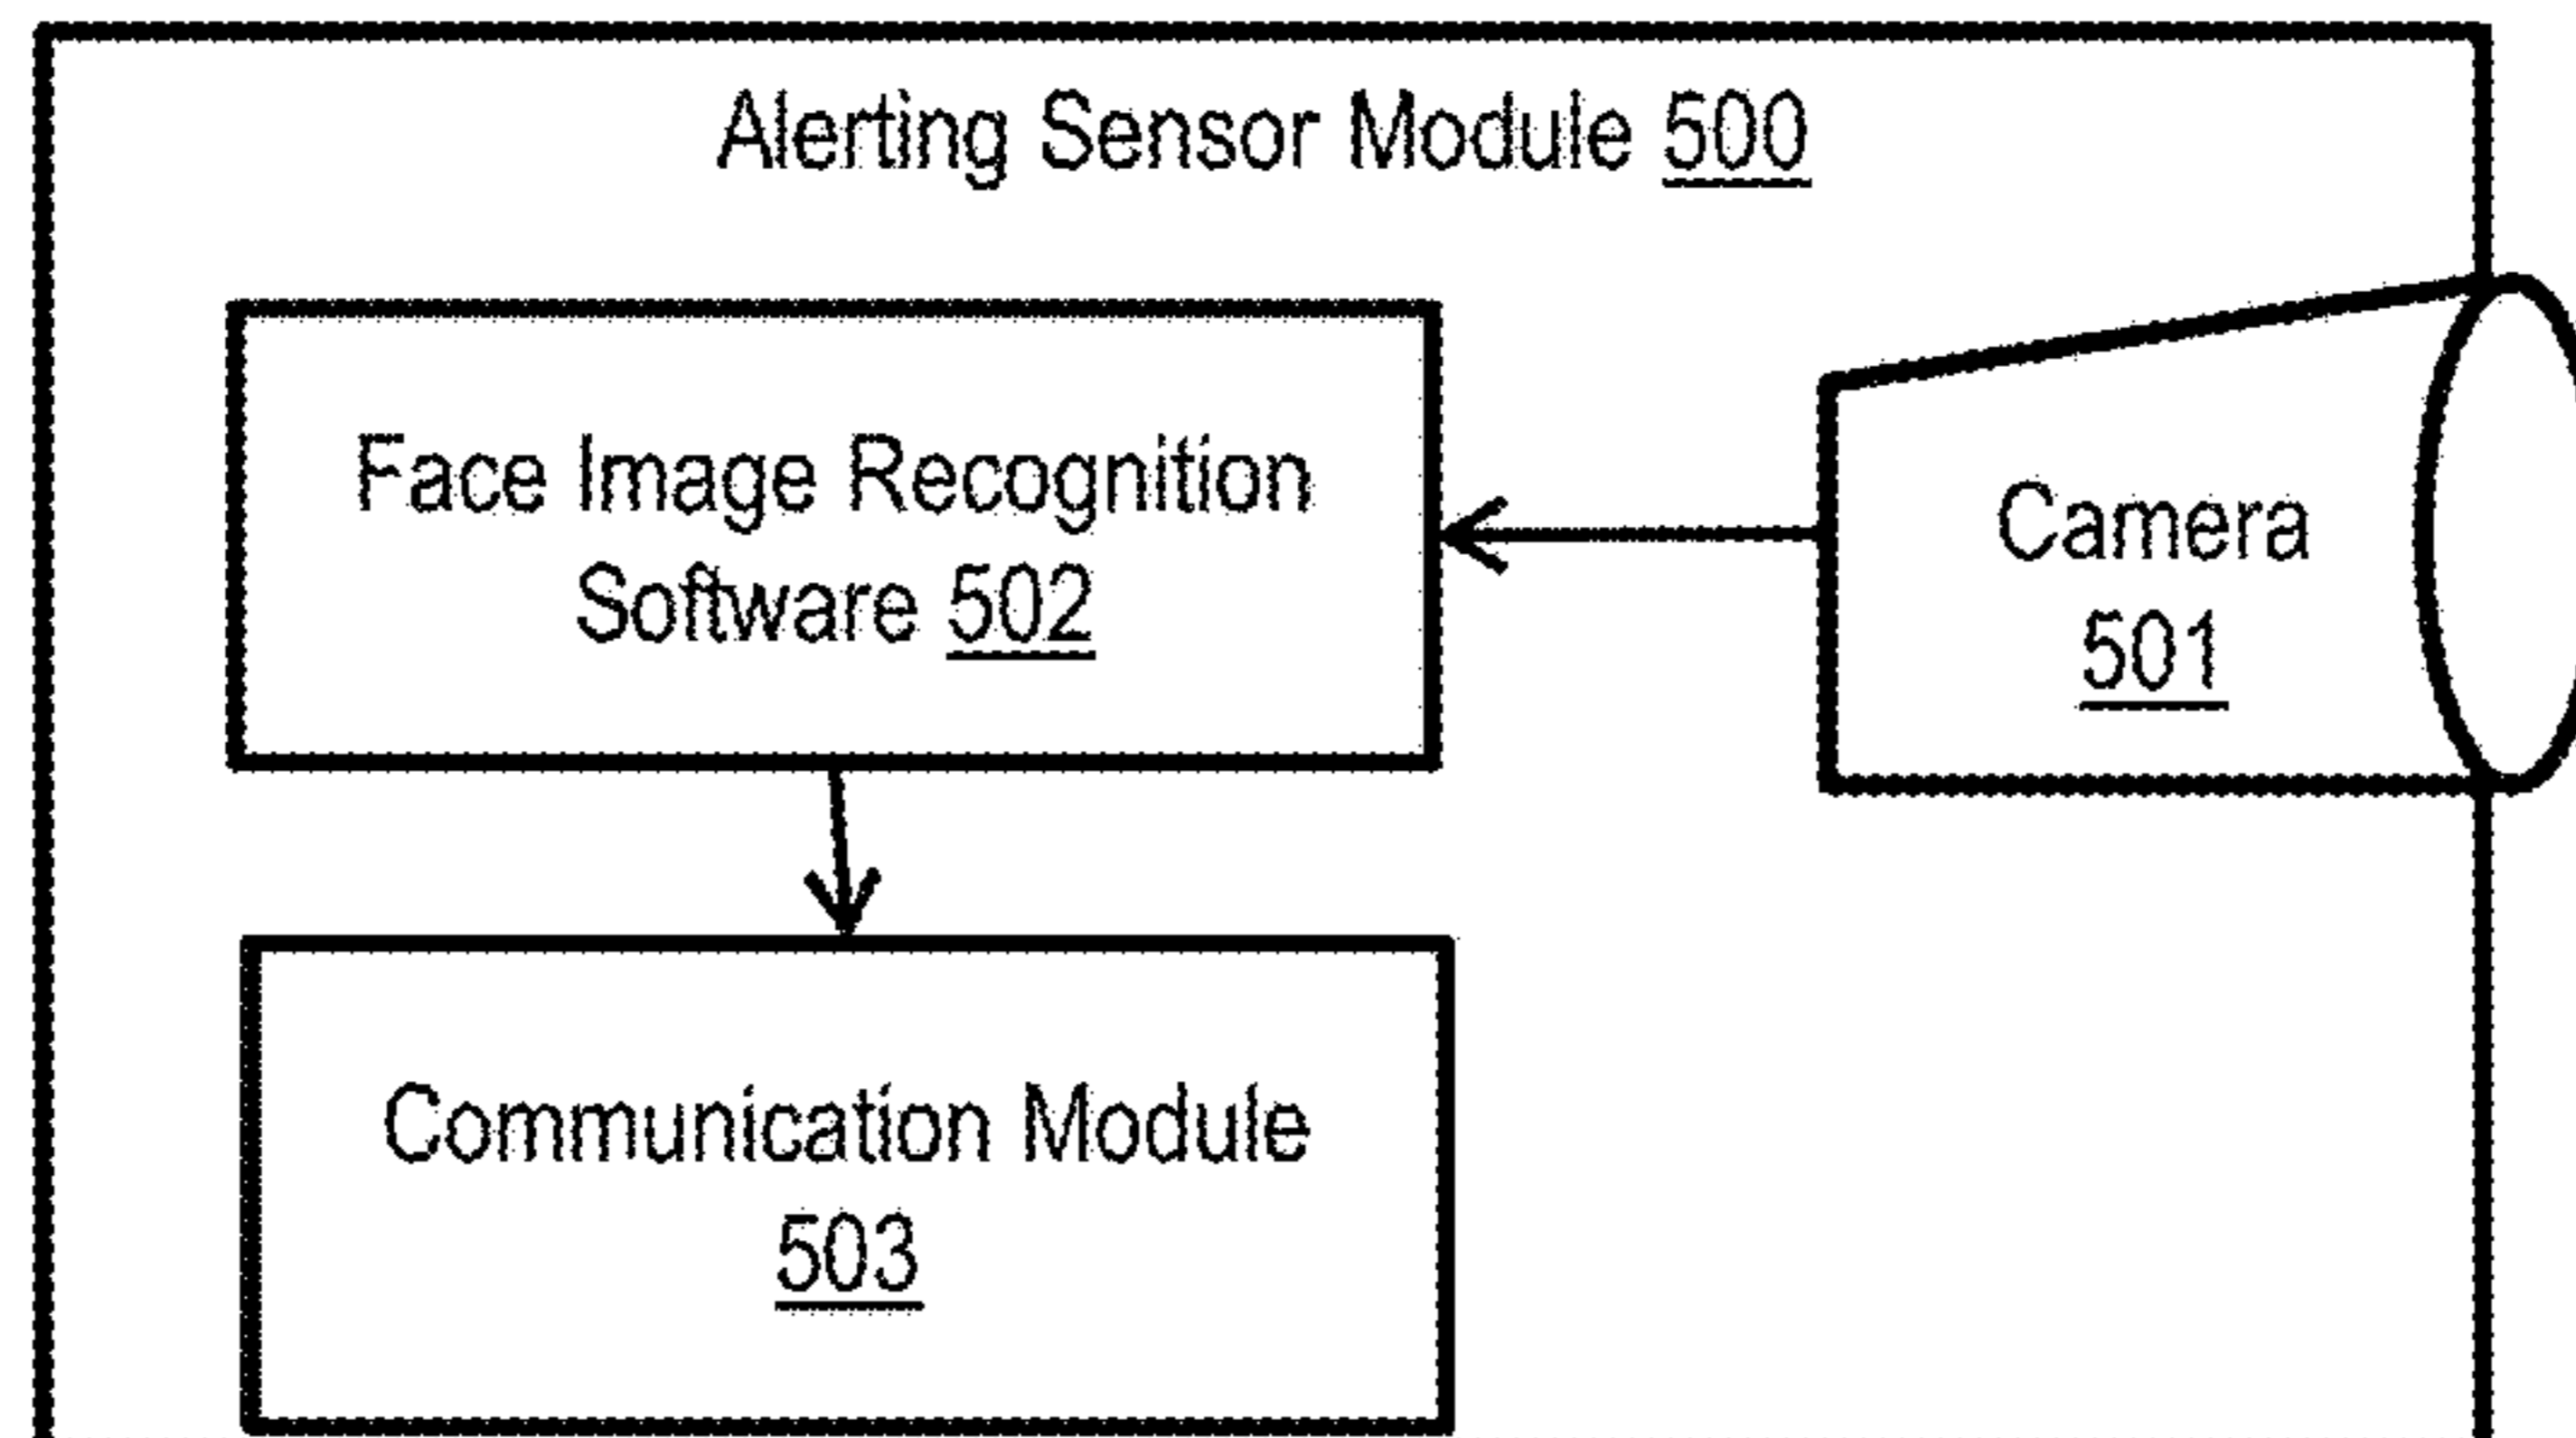 Alerting Sensor Module 500
Face Image Recognition
Software 502
Camera
501
Communication Module
503